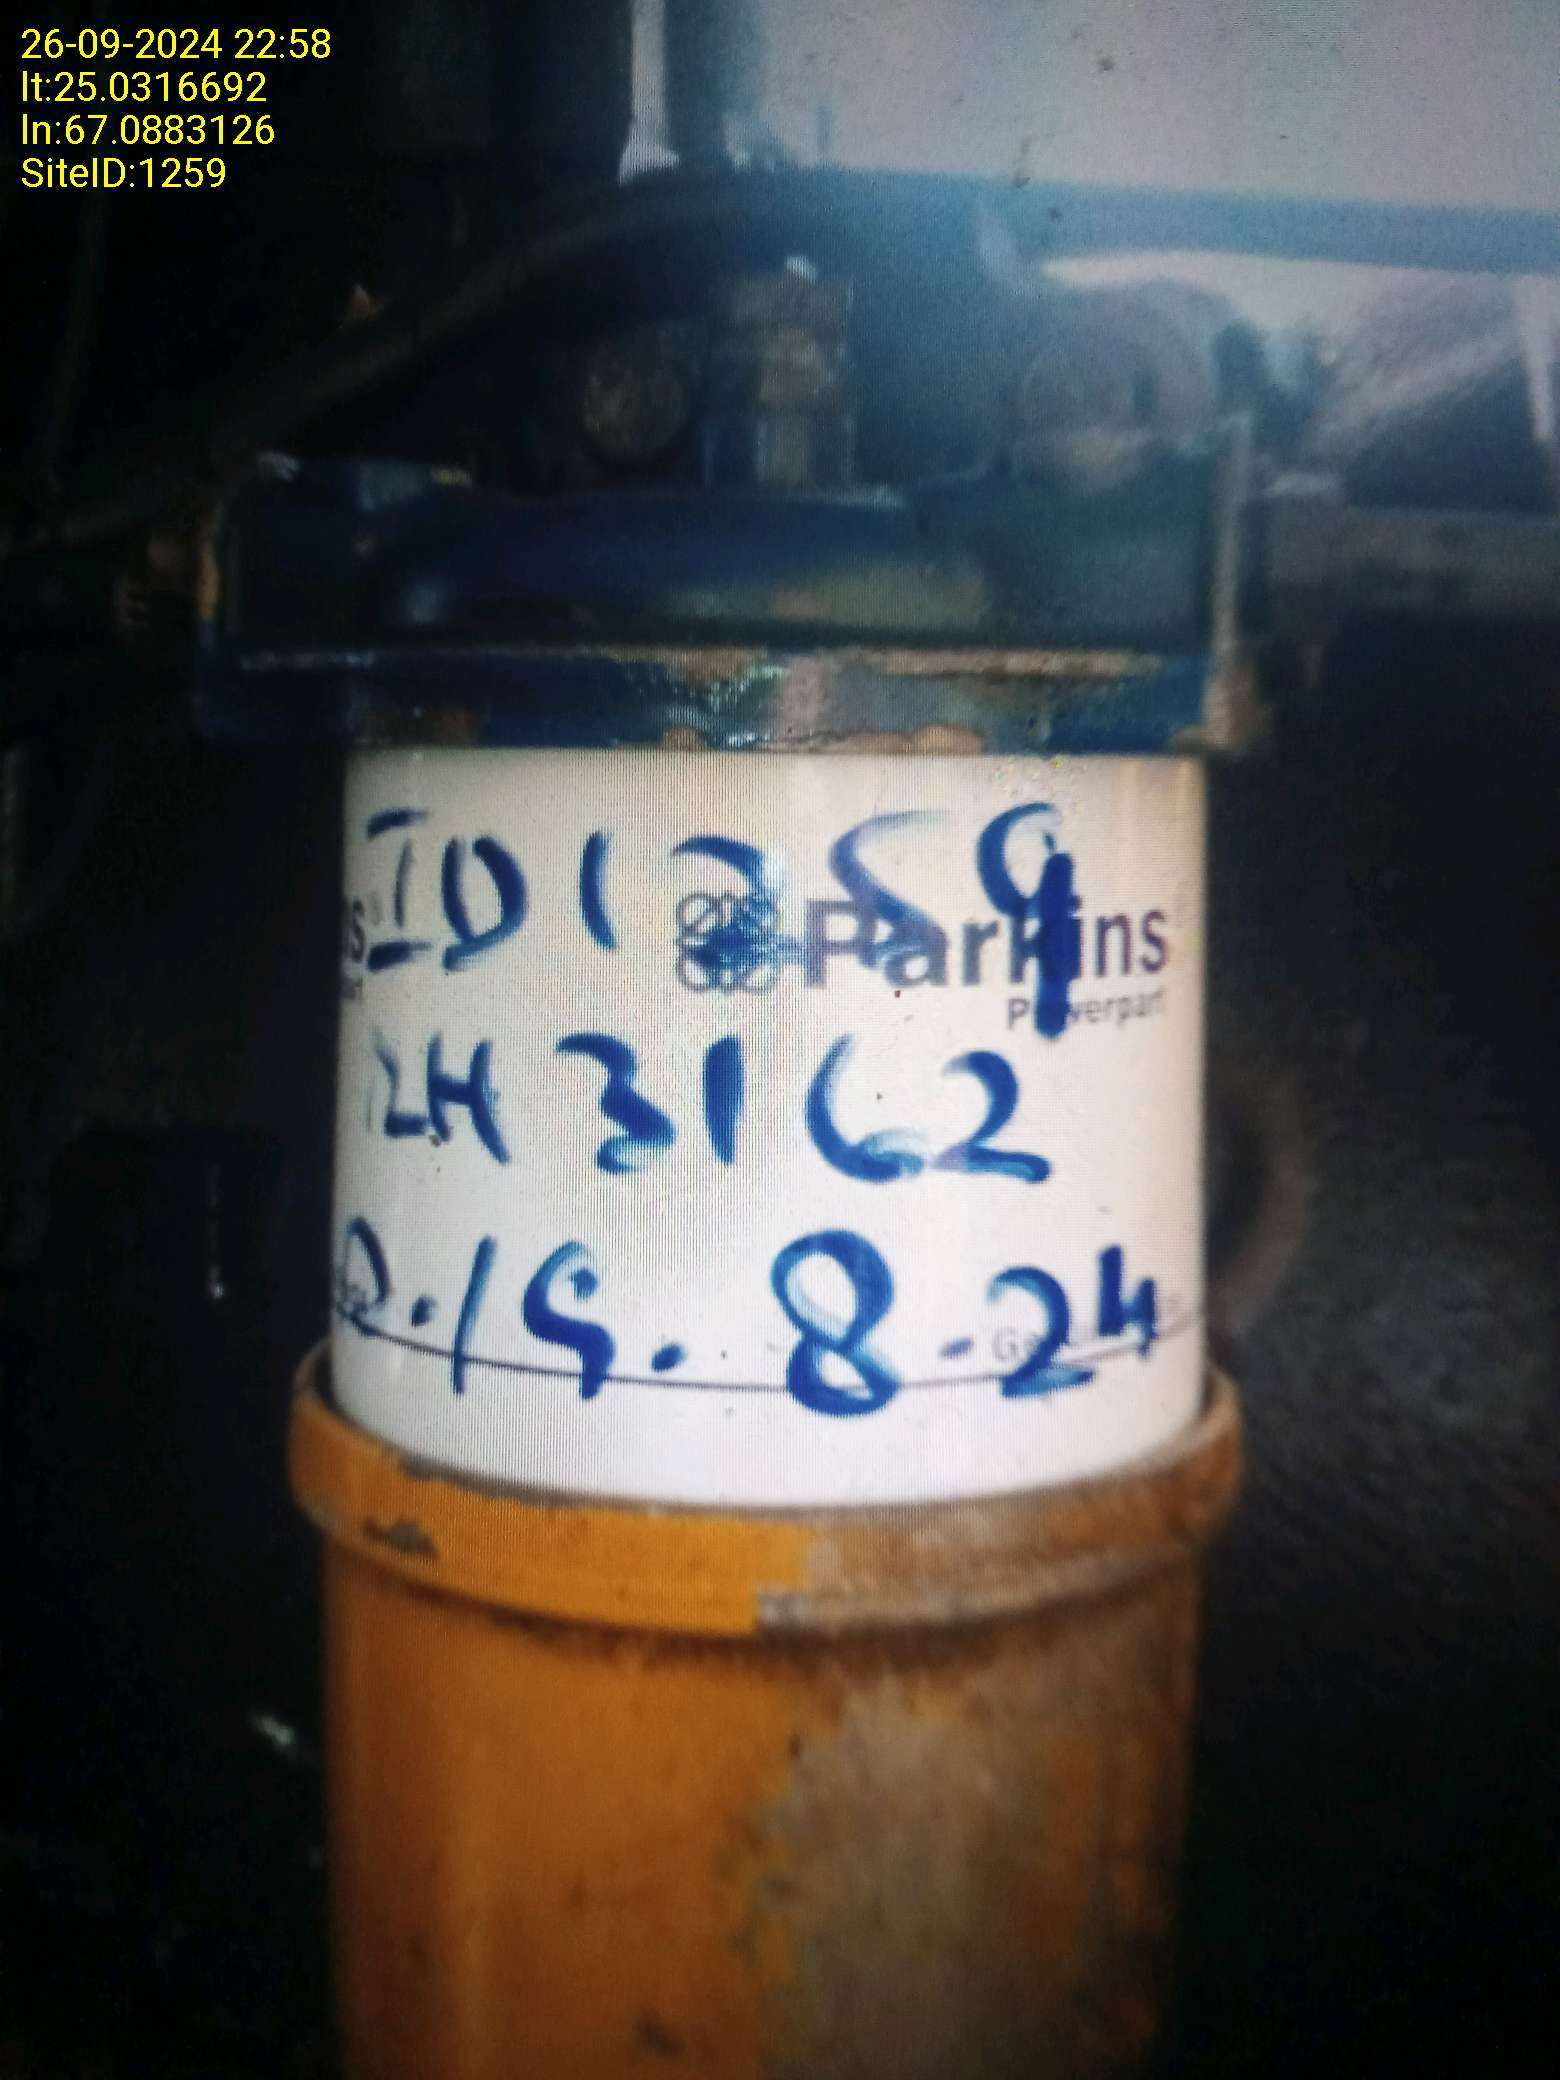 26-09-2024 22:58
lt:25.0316692
ln:67.0883126
SiteID:1259
ID 1259
Parkins
Powerpart
RH 3162
D.19.8-24